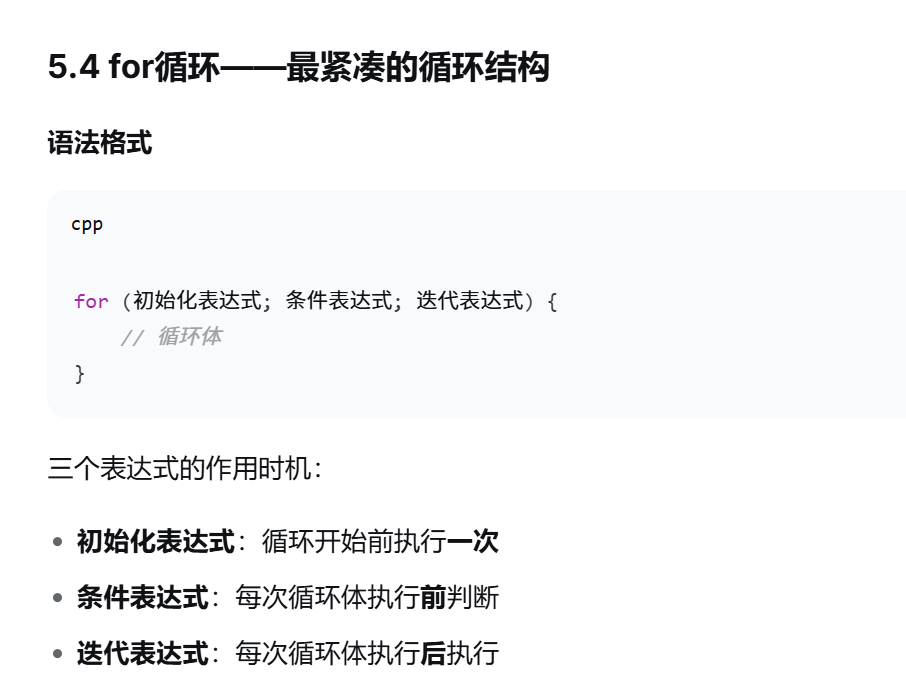 5.4 for循环——最紧凑的循环结构
语法格式
cpp
for (初始化表达式; 条件表达式; 迭代表达式) {
// 循环体
}
三个表达式的作用时机：
初始化表达式：循环开始前执行一次
条件表达式：每次循环体执行前判断
迭代表达式：每次循环体执行后执行